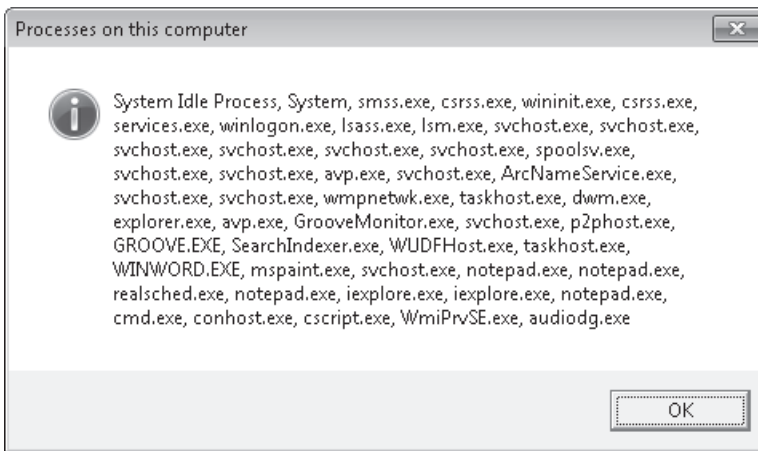 Processes on this computer
System Idle Process, System, smss.exe, csrss.exe, wininit.exe, csrss.exe,
services.exe, winlogon.exe, lsass.exe, lsm.exe, svchost.exe, svchost.exe,
svchost.exe, svchost.exe, svchost.exe, svchost.exe, spoolsv.exe,
svchost.exe, svchost.exe, avp.exe, svchost.exe, ArcNameService.exe,
svchost.exe, svchost.exe, wmpnetwk.exe, taskhost.exe, dwm.exe,
explorer.exe, avp.exe, GrooveMonitor.exe, svchost.exe, p2phost.exe,
GROOVE.EXE, SearchIndexer.exe, WUDFHost.exe, taskhost.exe,
WINWORD.EXE, mspaint.exe, svchost.exe, notepad.exe, notepad.exe,
realsched.exe, notepad.exe, iexplore.exe, iexplore.exe, notepad.exe,
cmd.exe, conhost.exe, cscript.exe, WmiPrvSE.exe, audiodg.exe
OK